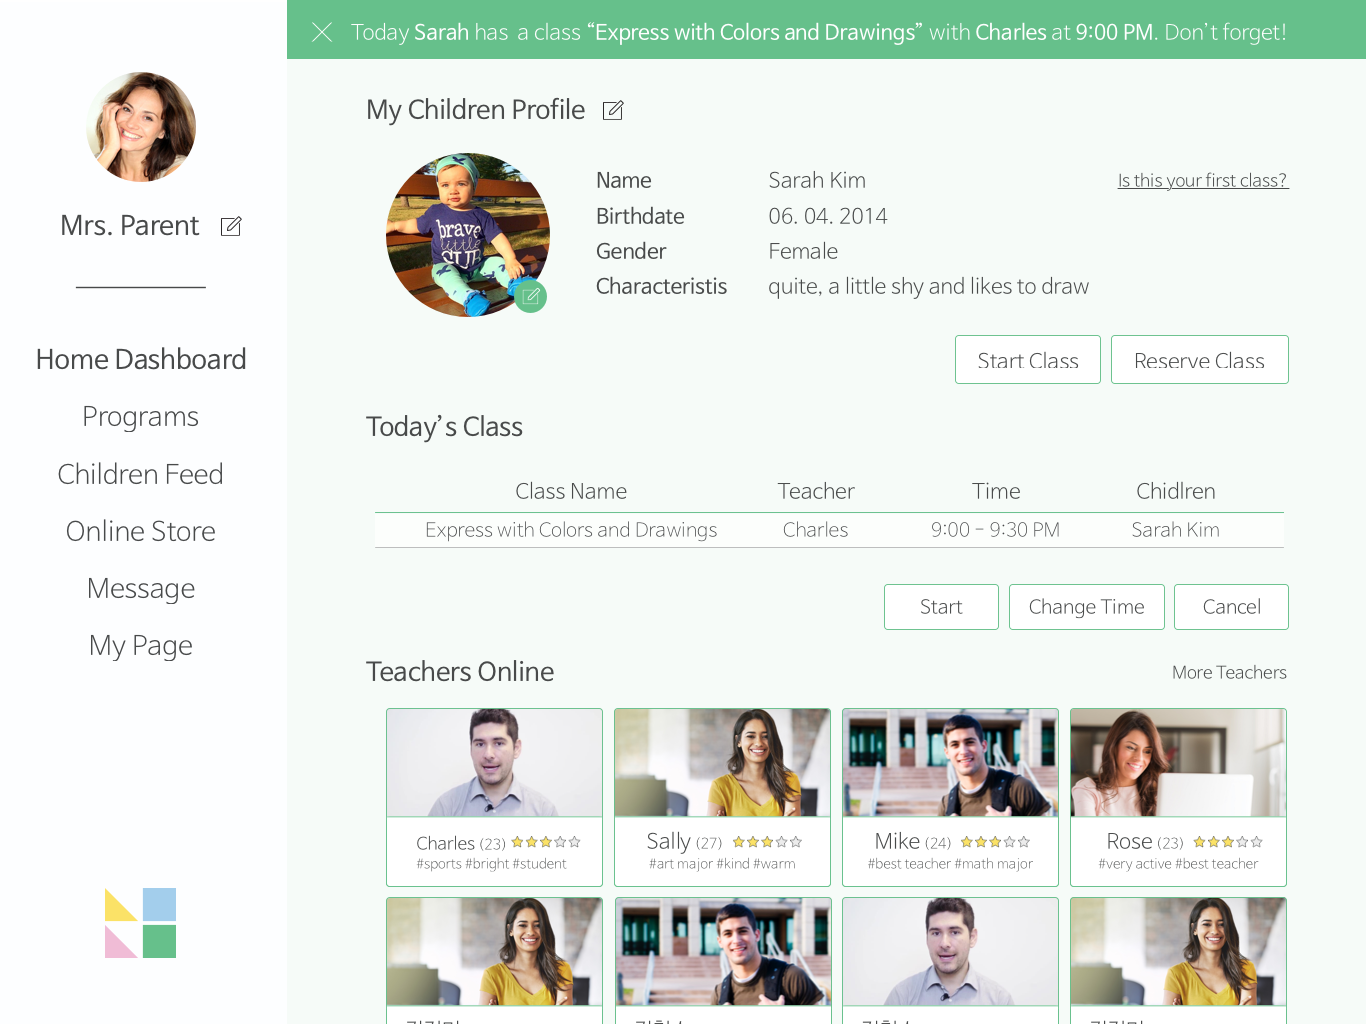 Today Sarah has a class “Express with Colors and Drawings” with Charles at 9:00 PM. Don’t forget!
Mrs. Parent
Home Dashboard
Programs
Children Feed
Online Store
Message
My Page
My Children Profile
brave
little
CUB
Name Sarah Kim
Is this your first class?
Birthdate 06. 04. 2014
Gender Female
Characteristis quite, a little shy and likes to draw
Start Class Reserve Class
Today’s Class
Class Name Teacher Time Chidlren
Express with Colors and Drawings Charles 9:00 - 9:30 PM Sarah Kim
Start Change Time Cancel
Teachers Online
More Teachers
Charles (23)
#sports #bright #student
Sally (27)
#art major #kind #warm
Mike (24)
#best teacher #math major
Rose (23)
#very active #best teacher